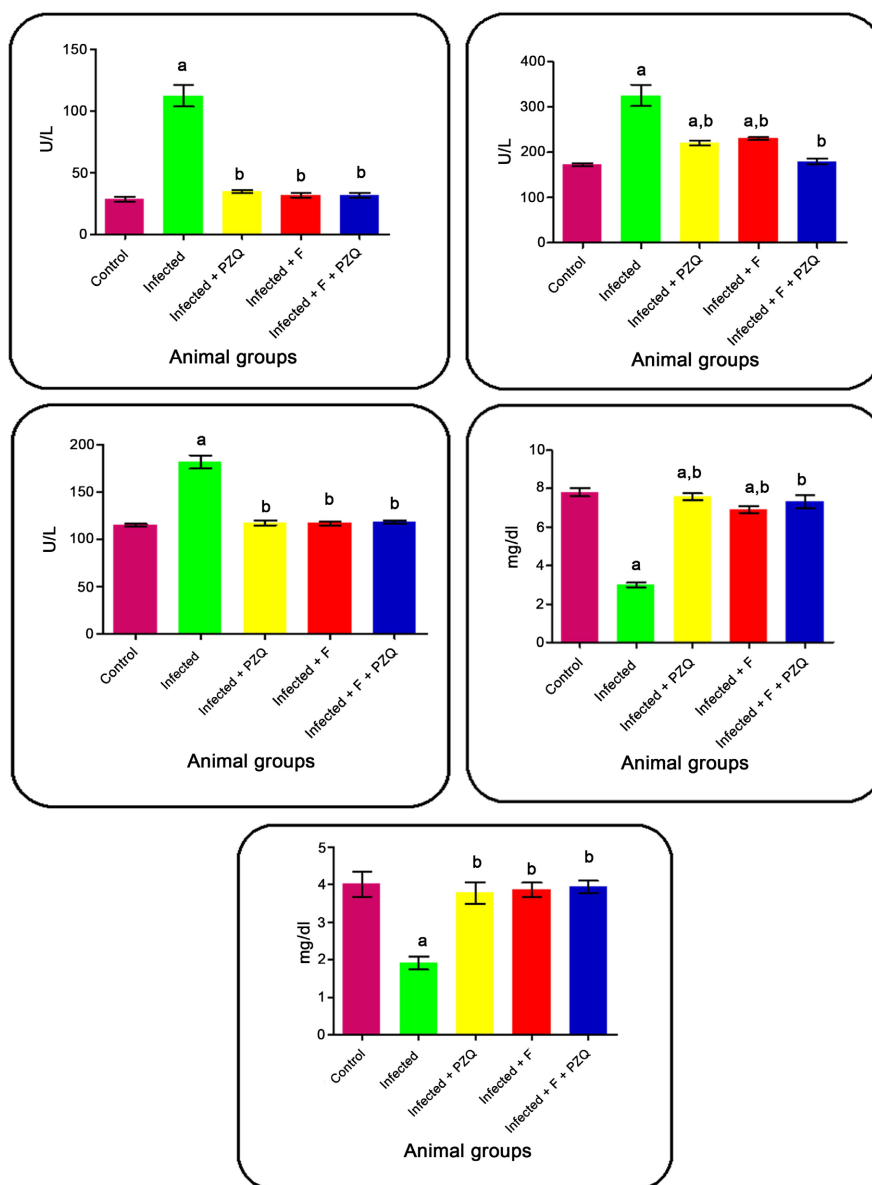 150
100
50
0
U/L
a
b
b
b
Control
Infected
Infected + PZQ
Infected + F
Infected + F + PZQ
Animal groups
400
300
200
100
0
U/L
a
a,b
a,b
b
Control
Infected
Infected + PZQ
Infected + F
Infected + F + PZQ
Animal groups
200
150
100
50
0
U/L
a
b
b
b
Control
Infected
Infected + PZQ
Infected + F
Infected + F + PZQ
Animal groups
10
8
6
4
2
0
mg/dl
a
a,b
a,b
b
Control
Infected
Infected + PZQ
Infected + F
Infected + F + PZQ
Animal groups
5
4
3
2
1
0
mg/dl
a
b
b
b
Control
Infected
Infected + PZQ
Infected + F
Infected + F + PZQ
Animal groups